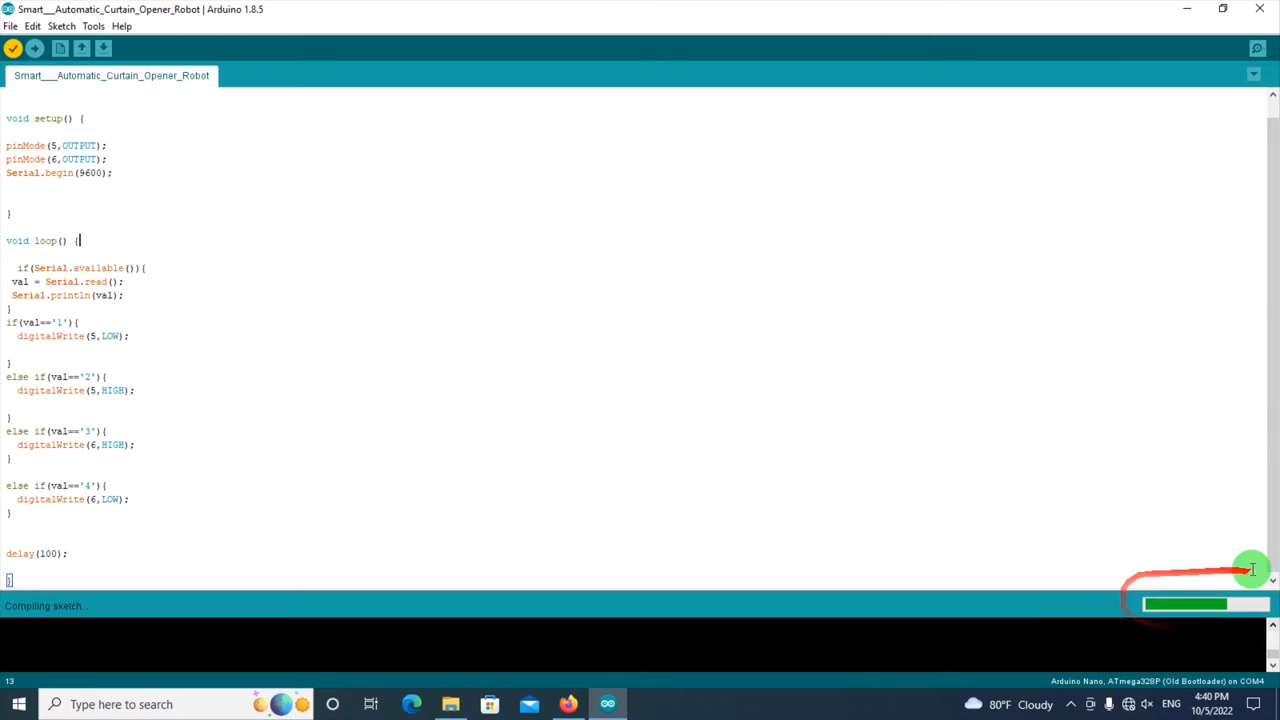 Smart___Automatic_Curtain_Opener_Robot | Arduino 1.8.5
File Edit Sketch Tools Help
Smart___Automatic_Curtain_Opener_Robot
void setup() {
pinMode(5,OUTPUT);
pinMode(6,OUTPUT);
Serial.begin(9600);
}
void loop() {
if(Serial.available()){
val = Serial.read();
Serial.println(val);
}
if(val=='1'){
digitalWrite(5,LOW);
}
else if(val=='2'){
digitalWrite(5,HIGH);
}
else if(val=='3'){
digitalWrite(6,HIGH);
}
else if(val=='4'){
digitalWrite(6,LOW);
}
delay(100);
}
Compiling sketch...
13 Arduino Nano, ATmega328P (Old Bootloader) on COM4
Type here to search 80°F Cloudy ENG 4:40 PM
10/5/2022